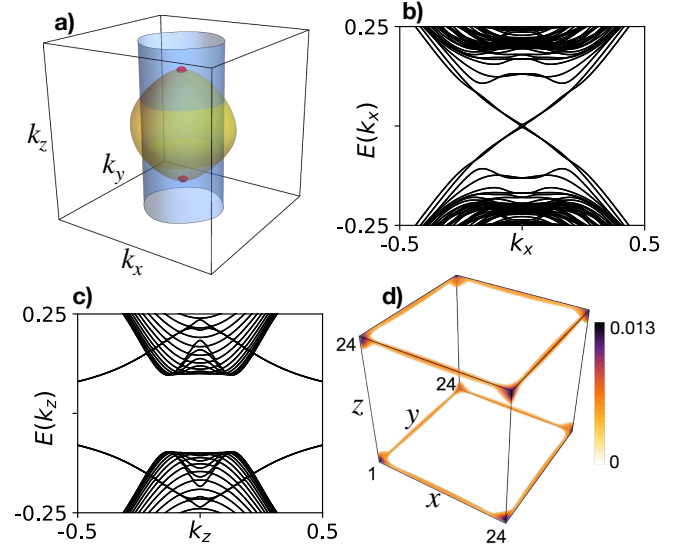 a)
k_z
k_y
k_x
b)
0.25
E(k_x)
-0.25
-0.5
k_x
0.5
c)
0.25
E(k_z)
-0.25
-0.5
k_z
0.5
d)
24
24
z
y
1
x
24
0.013
0